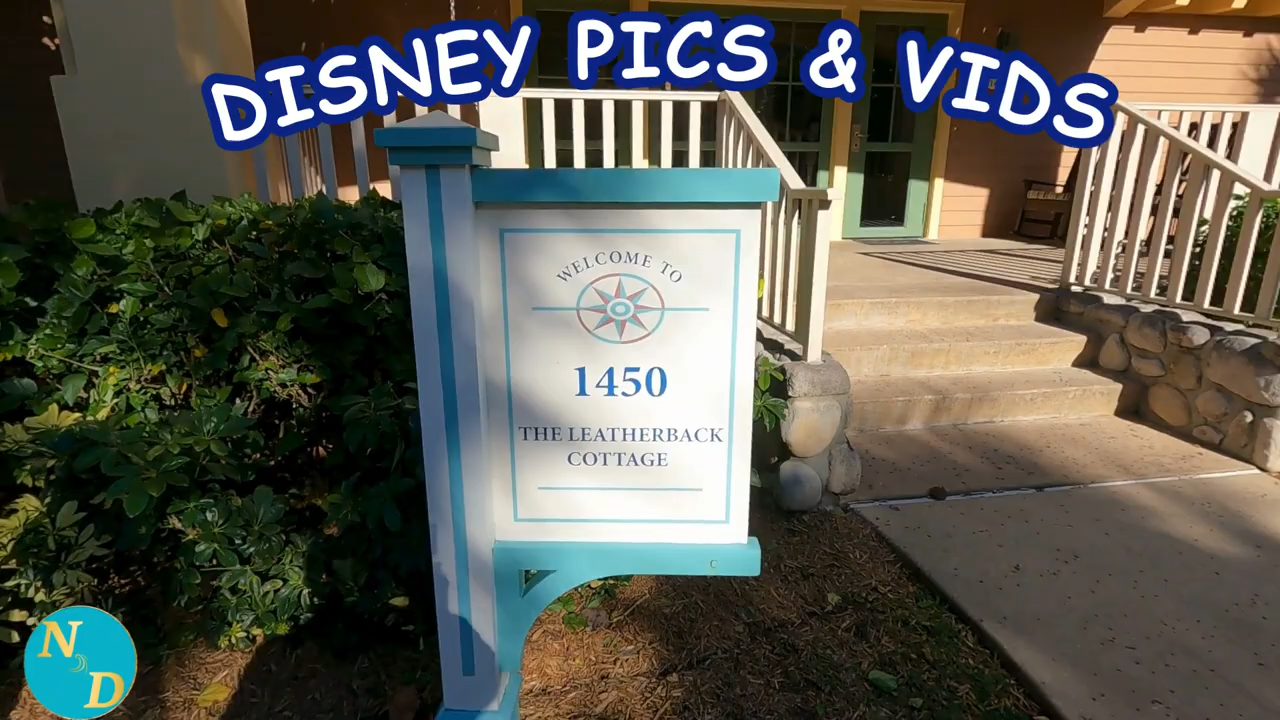 DISNEY PICS & VIDS
WELCOME TO
1450
THE LEATHERBACK
COTTAGE
C
N
D